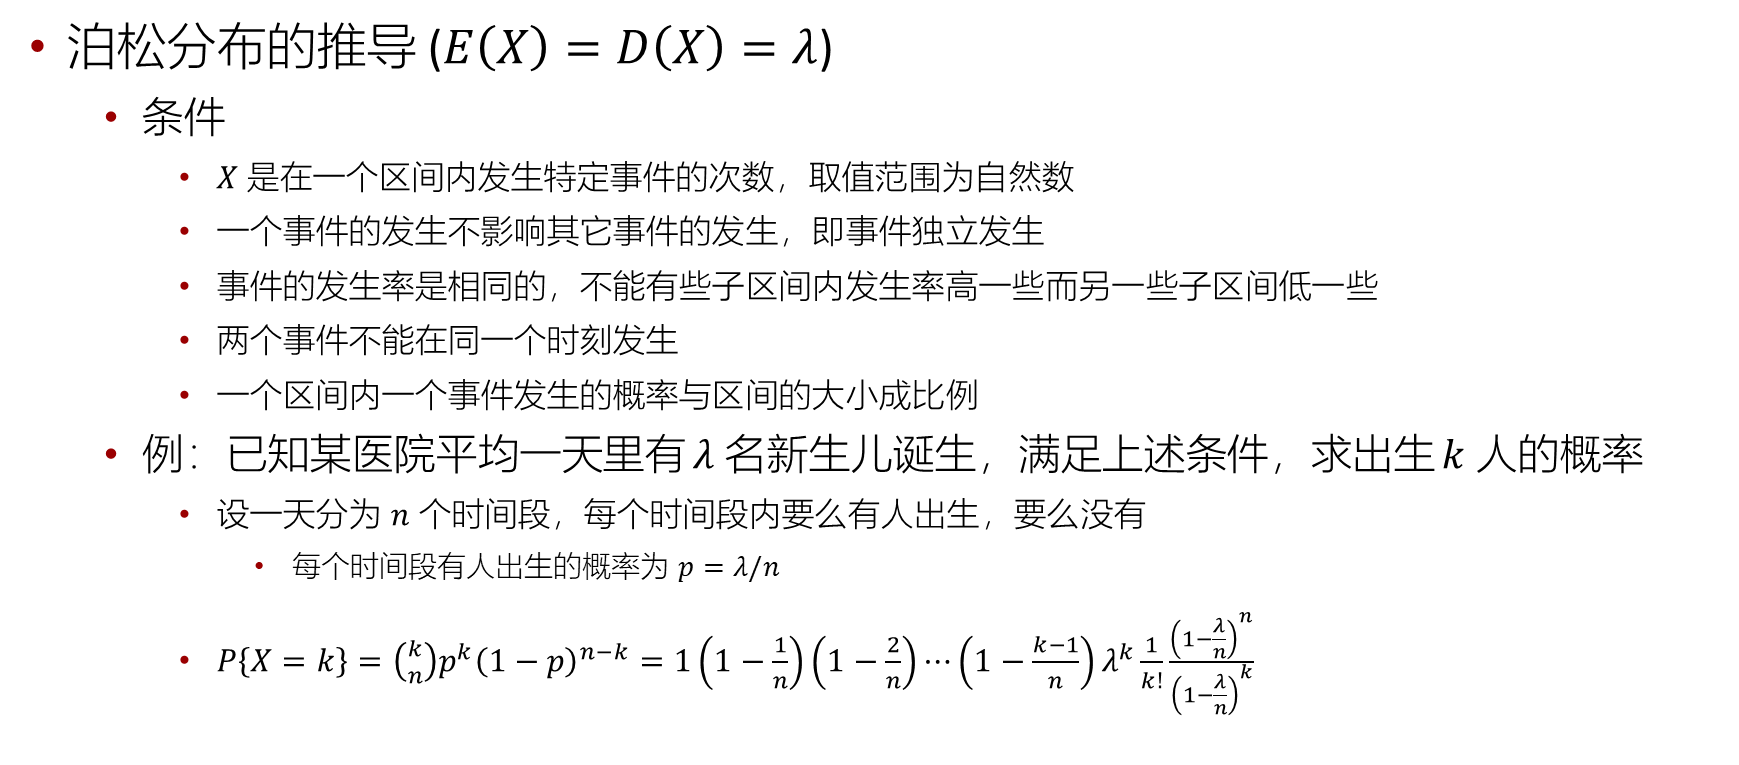 • 泊松分布的推导 (E(X) = D(X) = λ)
• 条件
• X 是在一个区间内发生特定事件的次数，取值范围为自然数
• 一个事件的发生不影响其它事件的发生，即事件独立发生
• 事件的发生率是相同的，不能有些子区间内发生率高一些而另一些子区间低一些
• 两个事件不能在同一个时刻发生
• 一个区间内一个事件发生的概率与区间的大小成比例
• 例：已知某医院平均一天里有 λ 名新生儿诞生，满足上述条件，求出生 k 人的概率
• 设一天分为 n 个时间段，每个时间段内要么有人出生，要么没有
• 每个时间段有人出生的概率为 p = λ/n
• P{X = k} = \binom{k}{n} p^k (1 − p)^{n−k} = 1 (1 − \frac{1}{n}) (1 − \frac{2}{n}) ⋯ (1 − \frac{k−1}{n}) λ^k \frac{1}{k!} \frac{(1−\frac{λ}{n})^n}{(1−\frac{λ}{n})^k}